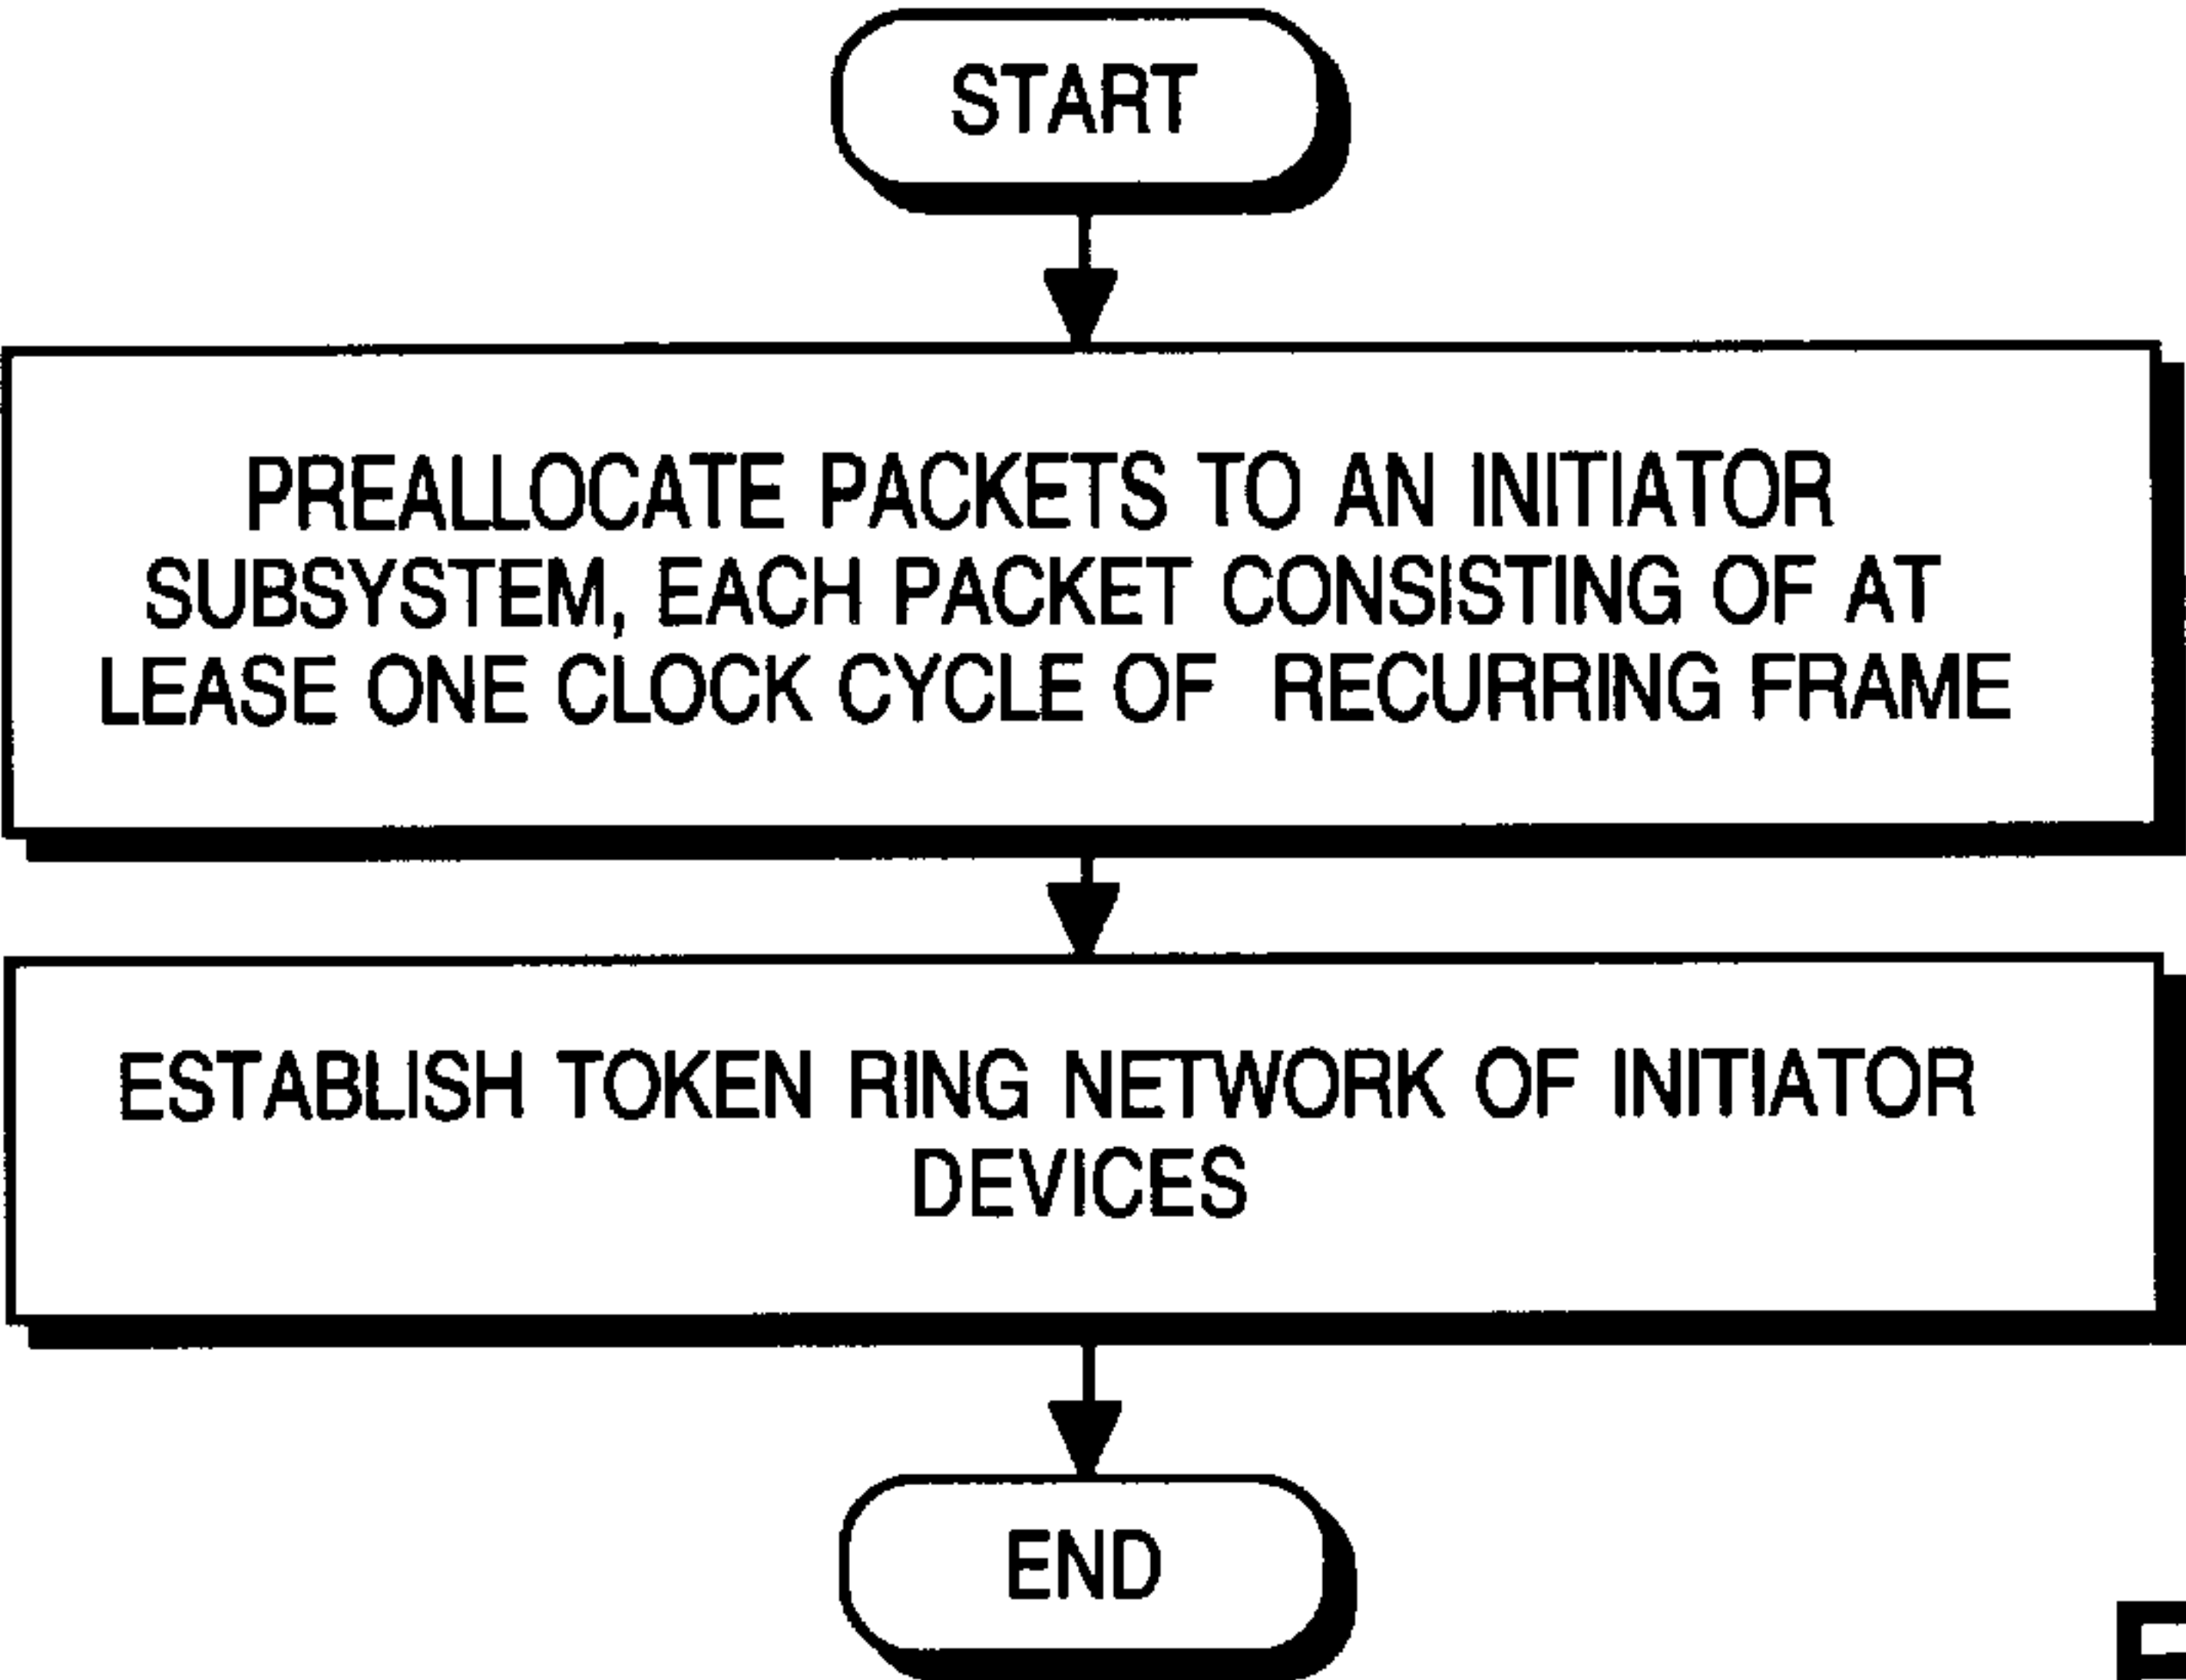 START
PREALLOCATE PACKETS TO AN INITIATOR
SUBSYSTEM, EACH PACKET CONSISTING OF AT
LEASE ONE CLOCK CYCLE OF RECURRING FRAME
ESTABLISH TOKEN RING NETWORK OF INITIATOR
DEVICES
END